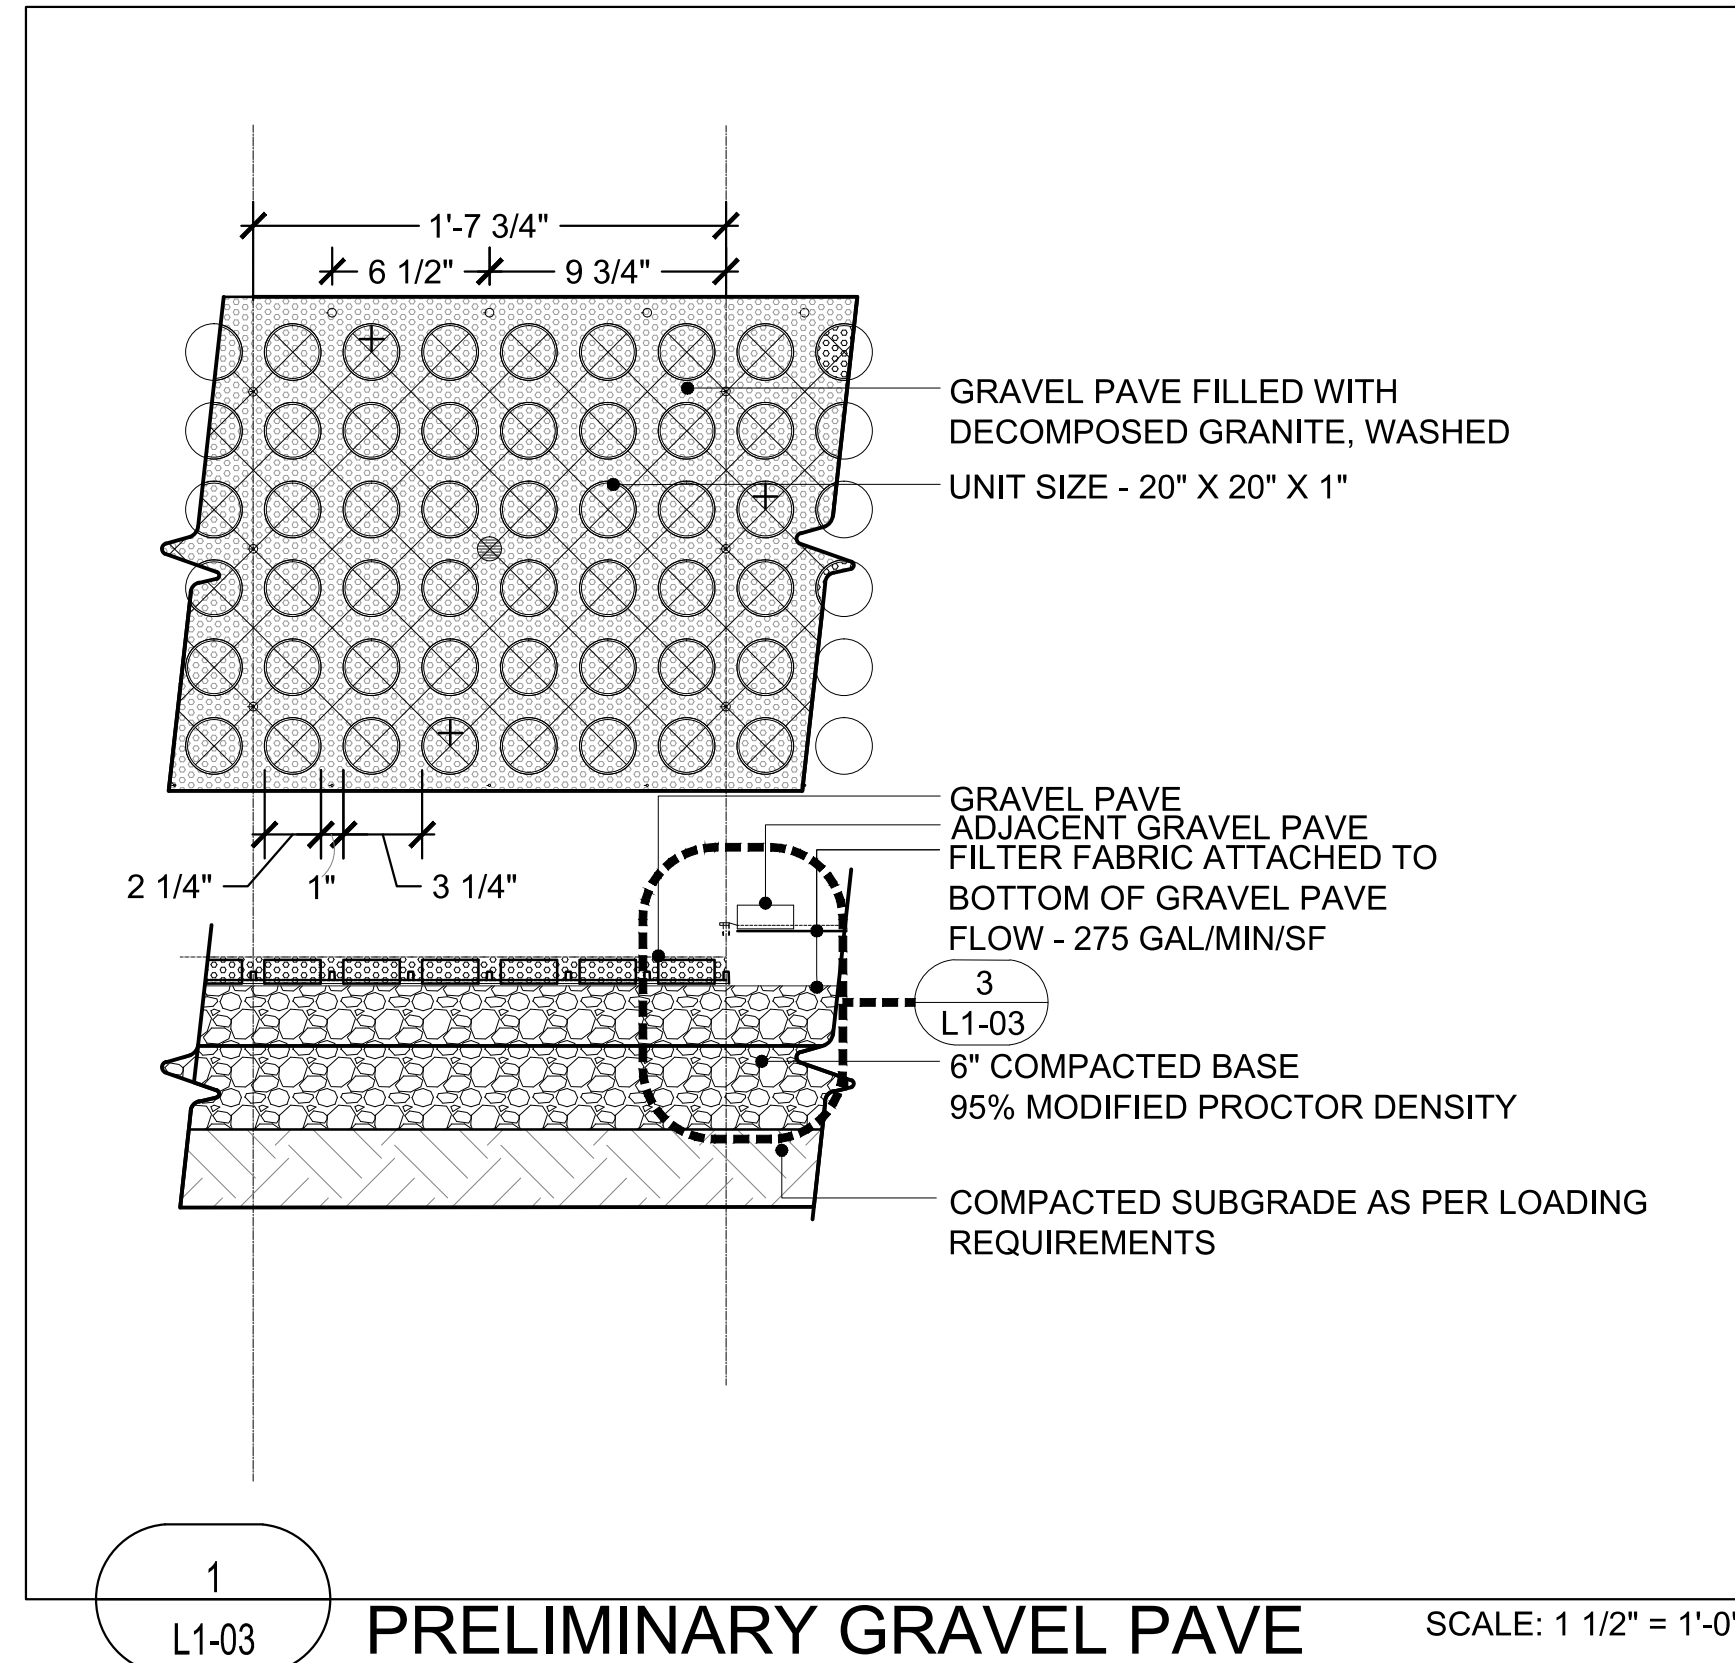 1'-7 3/4"
6 1/2"
9 3/4"
GRAVEL PAVE FILLED WITH
DECOMPOSED GRANITE, WASHED
UNIT SIZE - 20" X 20" X 1"
2 1/4"
1"
3 1/4"
GRAVEL PAVE
ADJACENT GRAVEL PAVE
FILTER FABRIC ATTACHED TO
BOTTOM OF GRAVEL PAVE
FLOW - 275 GAL/MIN/SF
3
L1-03
6" COMPACTED BASE
95% MODIFIED PROCTOR DENSITY
COMPACTED SUBGRADE AS PER LOADING
REQUIREMENTS
1
L1-03
PRELIMINARY GRAVEL PAVE
SCALE: 1 1/2" = 1'-0"